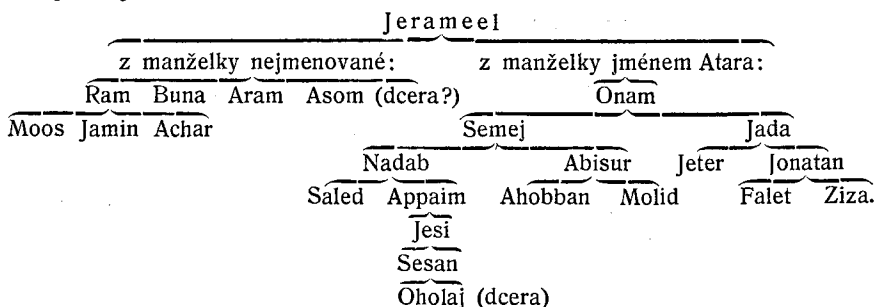 Jerameel
z manželky nejmenované: z manželky jménem Atara:
Ram Buna Aram Asom (dcera?) Onam
Moos Jamin Achar Semej Jada
Nadab Abisur Jeter Jonatan
Saled Appaim Ahobban Molid Falet Ziza.
Jesi
Sesan
Oholaj (dcera)